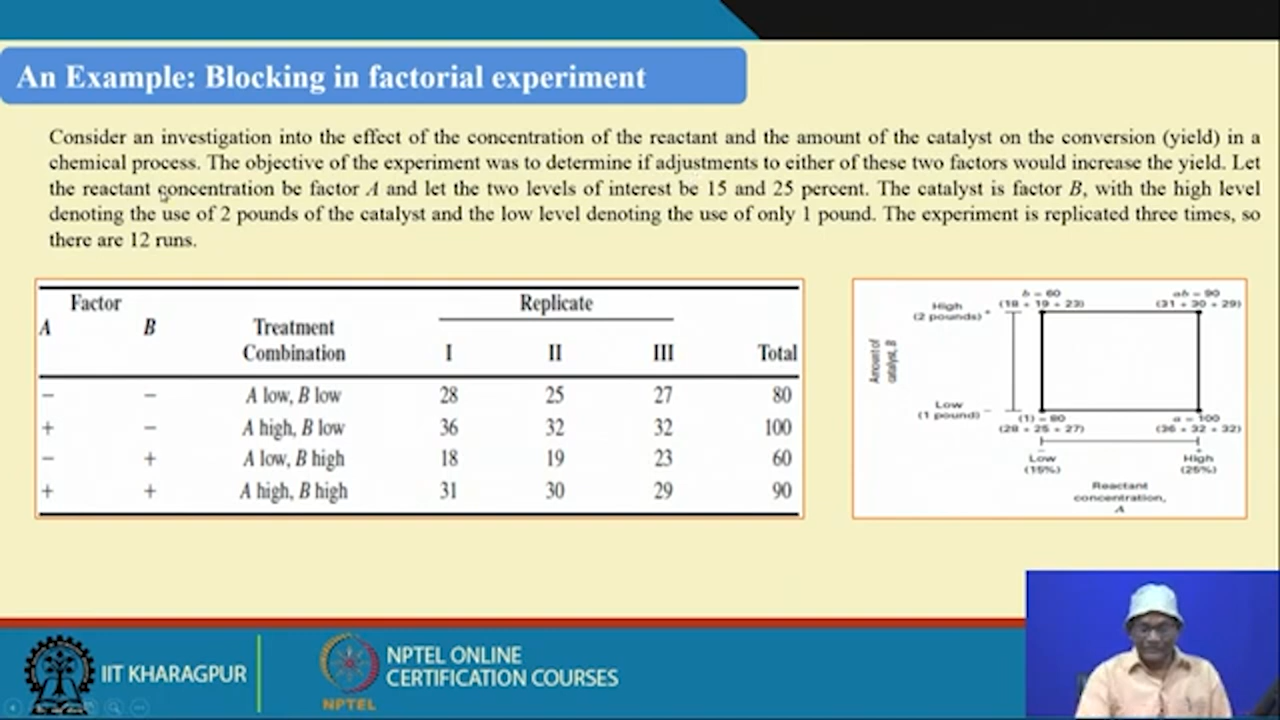 An Example: Blocking in factorial experiment
Consider an investigation into the effect of the concentration of the reactant and the amount of the catalyst on the conversion (yield) in a
chemical process. The objective of the experiment was to determine if adjustments to either of these two factors would increase the yield. Let
the reactant concentration be factor A and let the two levels of interest be 15 and 25 percent. The catalyst is factor B, with the high level
denoting the use of 2 pounds of the catalyst and the low level denoting the use of only 1 pound. The experiment is replicated three times, so
there are 12 runs.
Factor Replicate
A B Treatment
Combination I II III Total
− − A low, B low 28 25 27 80
+ − A high, B low 36 32 32 100
− + A low, B high 18 19 23 60
+ + A high, B high 31 30 29 90
b = 60 ab = 90
High (18 + 19 + 23) (31 + 30 + 29)
(2 pounds) +
Amount of
catalyst, B
Low −
(1 pound) (1) = 80 a = 100
(28 + 25 + 27) (36 + 32 + 32)
− +
Low High
(15%) (25%)
Reactant
concentration,
A
IIT KHARAGPUR
NPTEL ONLINE
CERTIFICATION COURSES
NPTEL